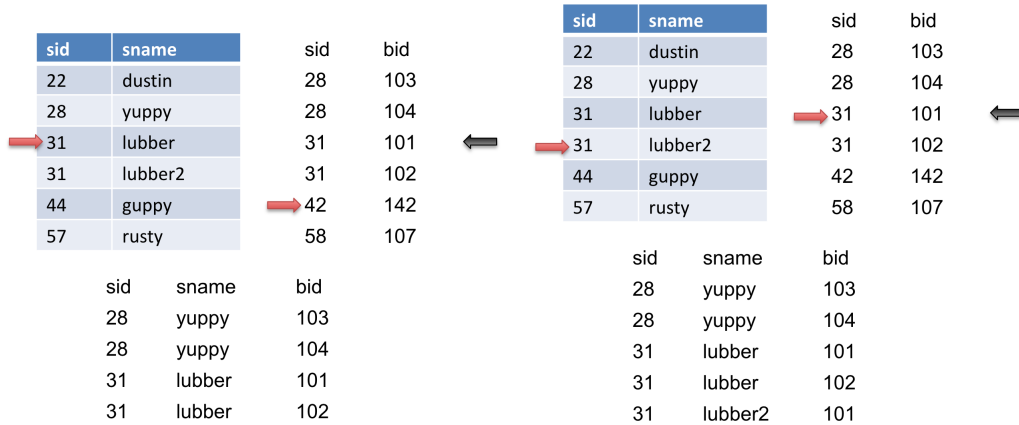 sid sname
22 dustin
28 yuppy
31 lubber
31 lubber2
44 guppy
57 rusty
sid bid
28 103
28 104
31 101
31 102
42 142
58 107
sid sname bid
28 yuppy 103
28 yuppy 104
31 lubber 101
31 lubber 102
sid sname
22 dustin
28 yuppy
31 lubber
31 lubber2
44 guppy
57 rusty
sid bid
28 103
28 104
31 101
31 102
42 142
58 107
sid sname bid
28 yuppy 103
28 yuppy 104
31 lubber 101
31 lubber 102
31 lubber2 101